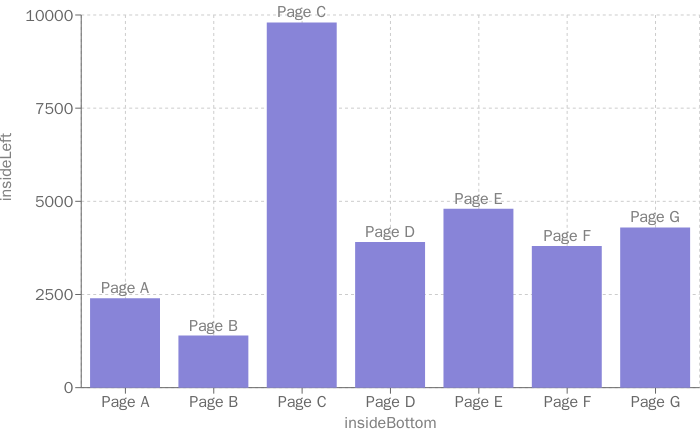 10000
7500
5000
2500
0
insideLeft
Page C
Page E
Page G
Page D
Page F
Page A
Page B
Page A Page B Page C Page D Page E Page F Page G
insideBottom